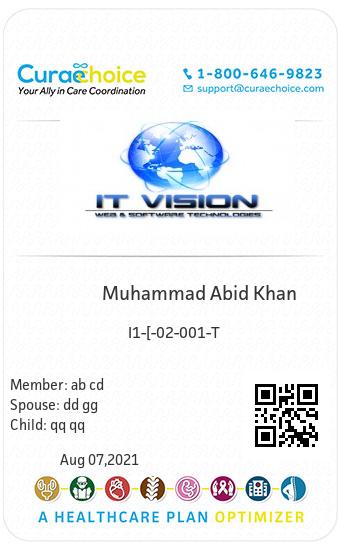 Curaechoice
Your Ally in Care Coordination
1-800-646-9823
support@curaechoice.com
IT VISION
WEB & SOFTWARE TECHNOLOGIES
Muhammad Abid Khan
I1-[-02-001-T
Member: ab cd
Spouse: dd gg
Child: qq qq
Aug 07,2021
A HEALTHCARE PLAN OPTIMIZER